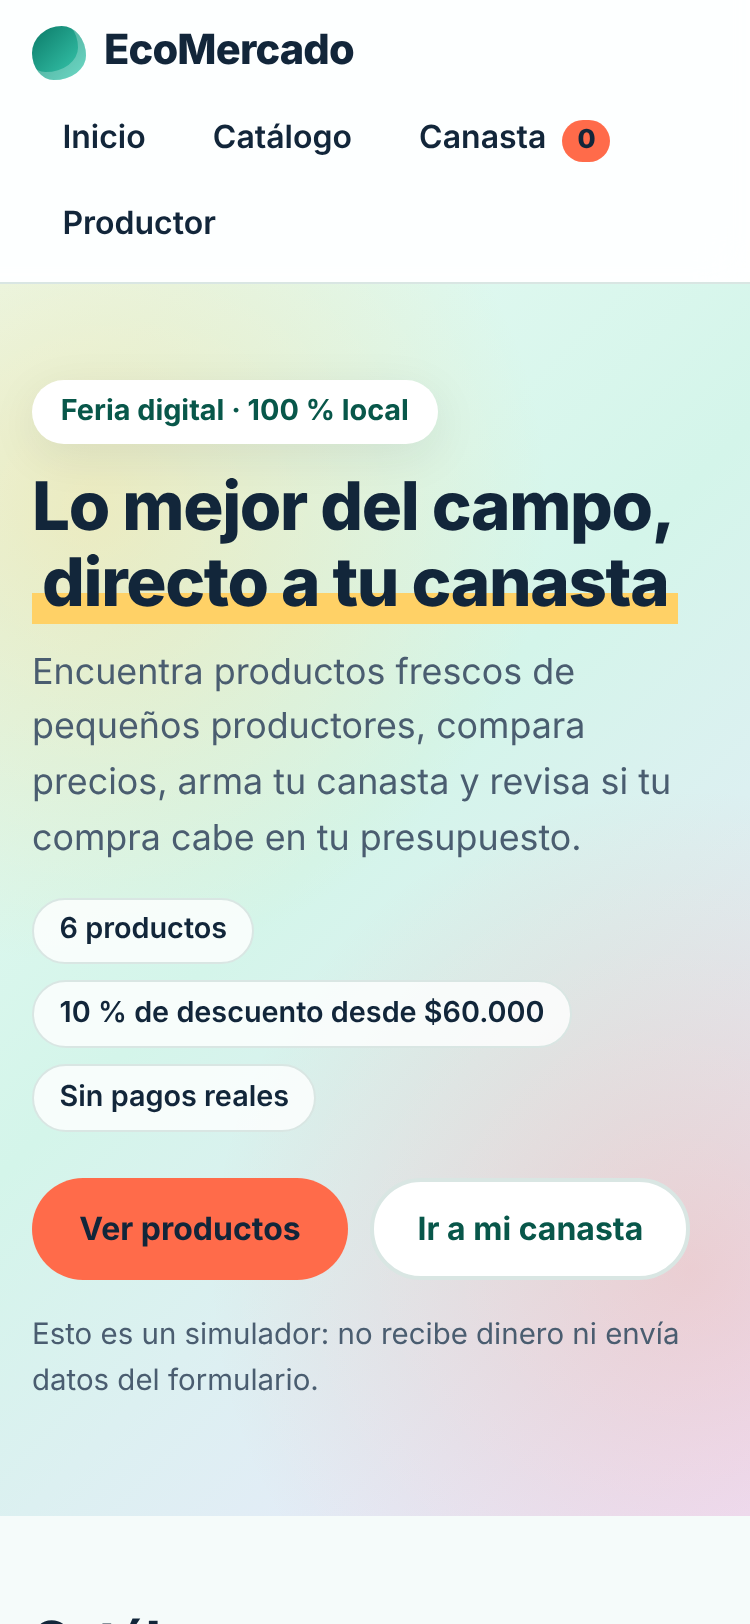 EcoMercado
Inicio Catálogo Canasta 0
Productor
Feria digital · 100 % local
Lo mejor del campo,
directo a tu canasta
Encuentra productos frescos de
pequeños productores, compara
precios, arma tu canasta y revisa si tu
compra cabe en tu presupuesto.
6 productos
10 % de descuento desde $60.000
Sin pagos reales
Ver productos Ir a mi canasta
Esto es un simulador: no recibe dinero ni envía
datos del formulario.